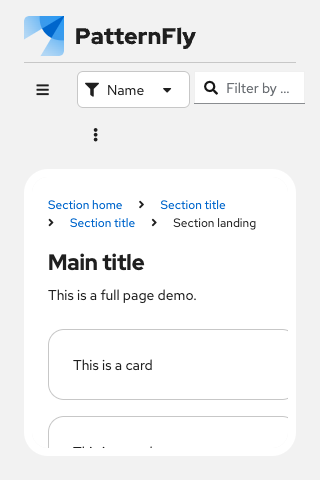 PatternFly
Name
Filter by ...
Section home > Section title
> Section title > Section landing
Main title
This is a full page demo.
This is a card